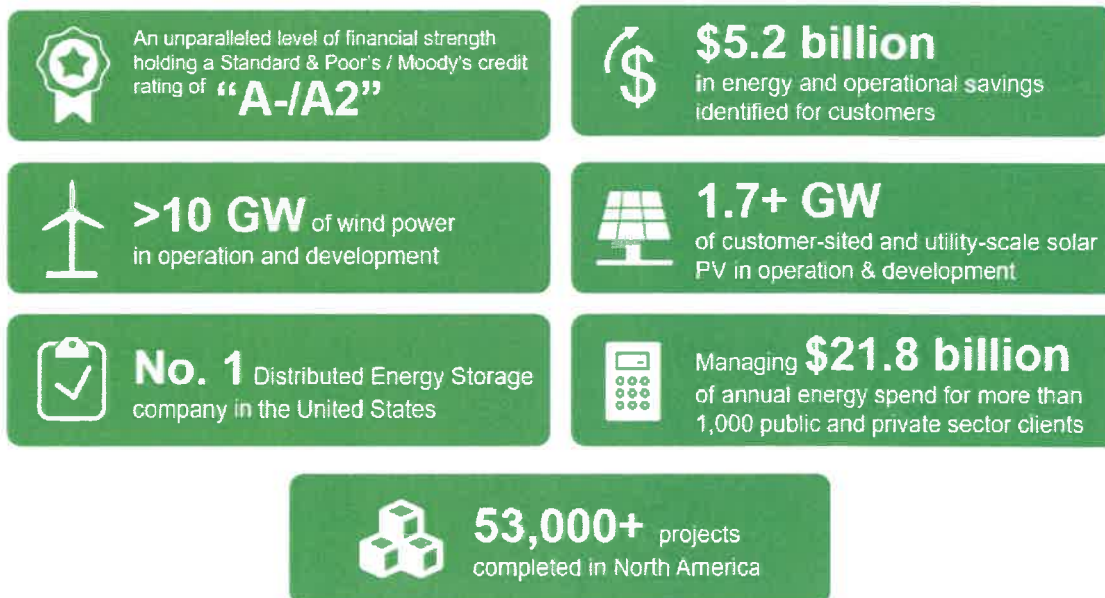 An unparalleled level of financial strength
holding a Standard & Poor's / Moody's credit
rating of “A-/A2”
$5.2 billion
in energy and operational savings
identified for customers
>10 GW of wind power
in operation and development
1.7+ GW
of customer-sited and utility-scale solar
PV in operation & development
No. 1 Distributed Energy Storage
company in the United States
Managing $21.8 billion
of annual energy spend for more than
1,000 public and private sector clients
53,000+ projects
completed in North America